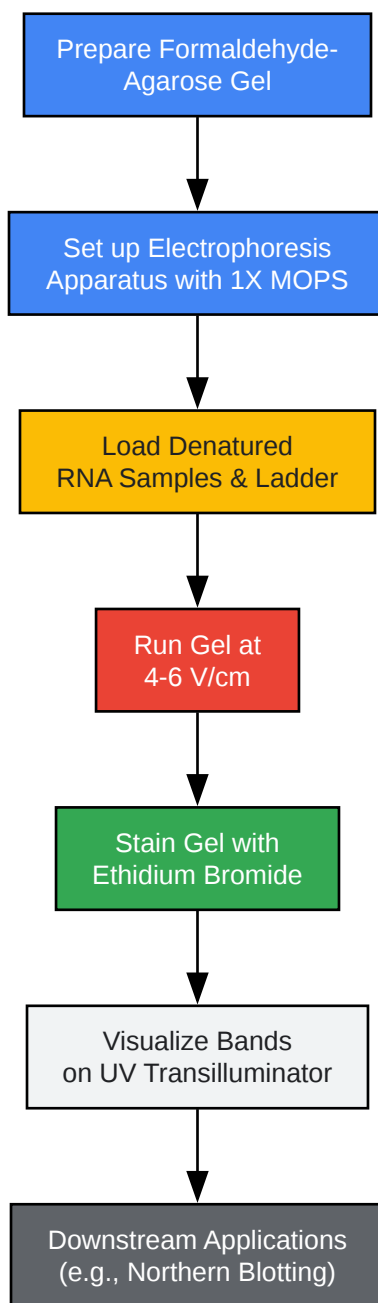 Prepare Formaldehyde-
Agarose Gel
Set up Electrophoresis
Apparatus with 1X MOPS
Load Denatured
RNA Samples & Ladder
Run Gel at
4-6 V/cm
Stain Gel with
Ethidium Bromide
Visualize Bands
on UV Transilluminator
Downstream Applications
(e.g., Northern Blotting)